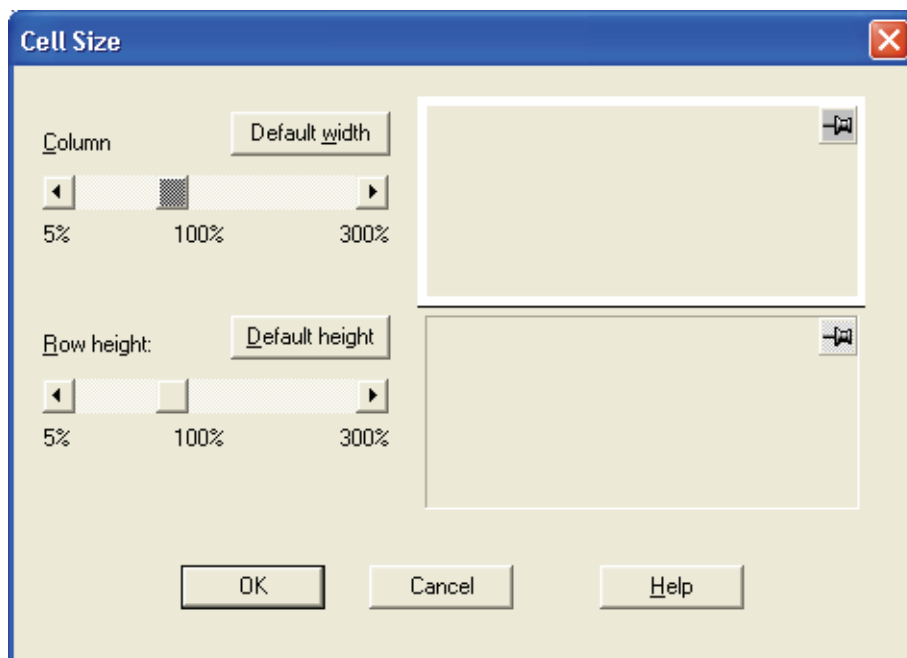 Cell Size
Column
Default width
5% 100% 300%
Row height:
Default height
5% 100% 300%
OK Cancel Help